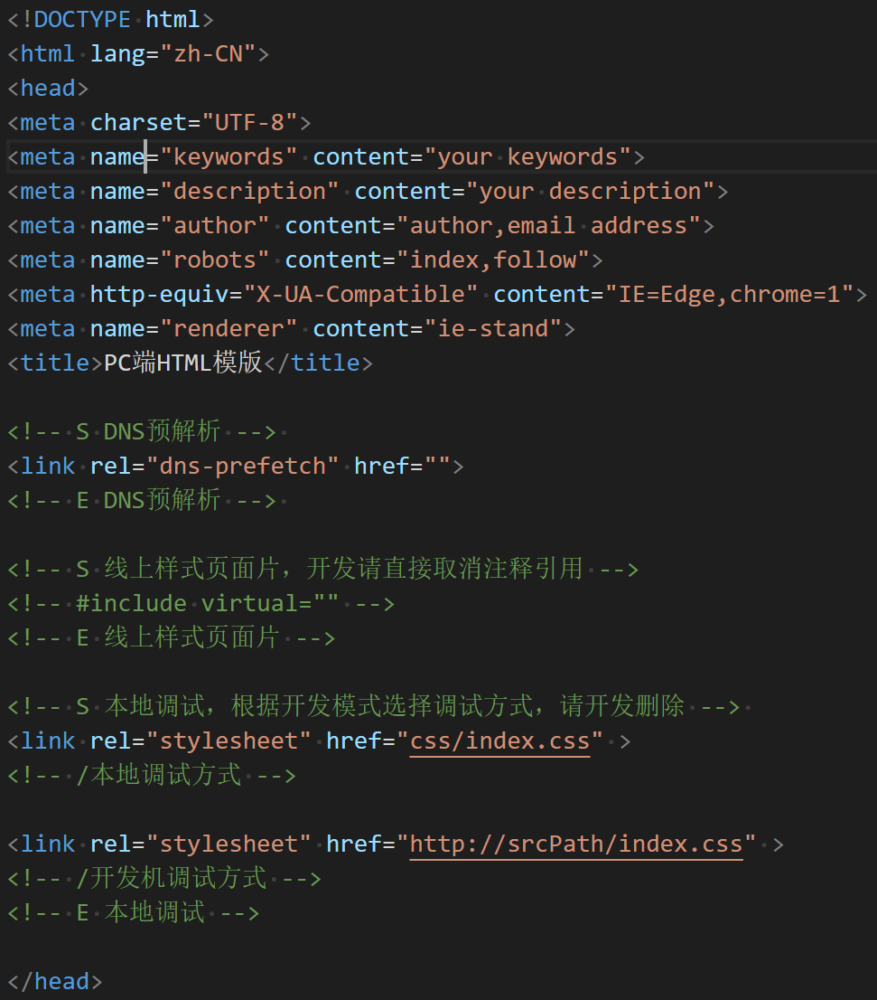 <!DOCTYPE html>
<html lang="zh-CN">
<head>
<meta charset="UTF-8">
<meta name="keywords" content="your keywords">
<meta name="description" content="your description">
<meta name="author" content="author,email address">
<meta name="robots" content="index,follow">
<meta http-equiv="X-UA-Compatible" content="IE=Edge,chrome=1">
<meta name="renderer" content="ie-stand">
<title>PC端HTML模版</title>
<!-- S DNS预解析 -->
<link rel="dns-prefetch" href="">
<!-- E DNS预解析 -->
<!-- S 线上样式页面片，开发请直接取消注释引用 -->
<!-- #include virtual="" -->
<!-- E 线上样式页面片 -->
<!-- S 本地调试，根据开发模式选择调试方式，请开发删除 -->
<link rel="stylesheet" href="css/index.css" >
<!-- /本地调试方式 -->
<link rel="stylesheet" href="http://srcPath/index.css" >
<!-- /开发机调试方式 -->
<!-- E 本地调试 -->
</head>